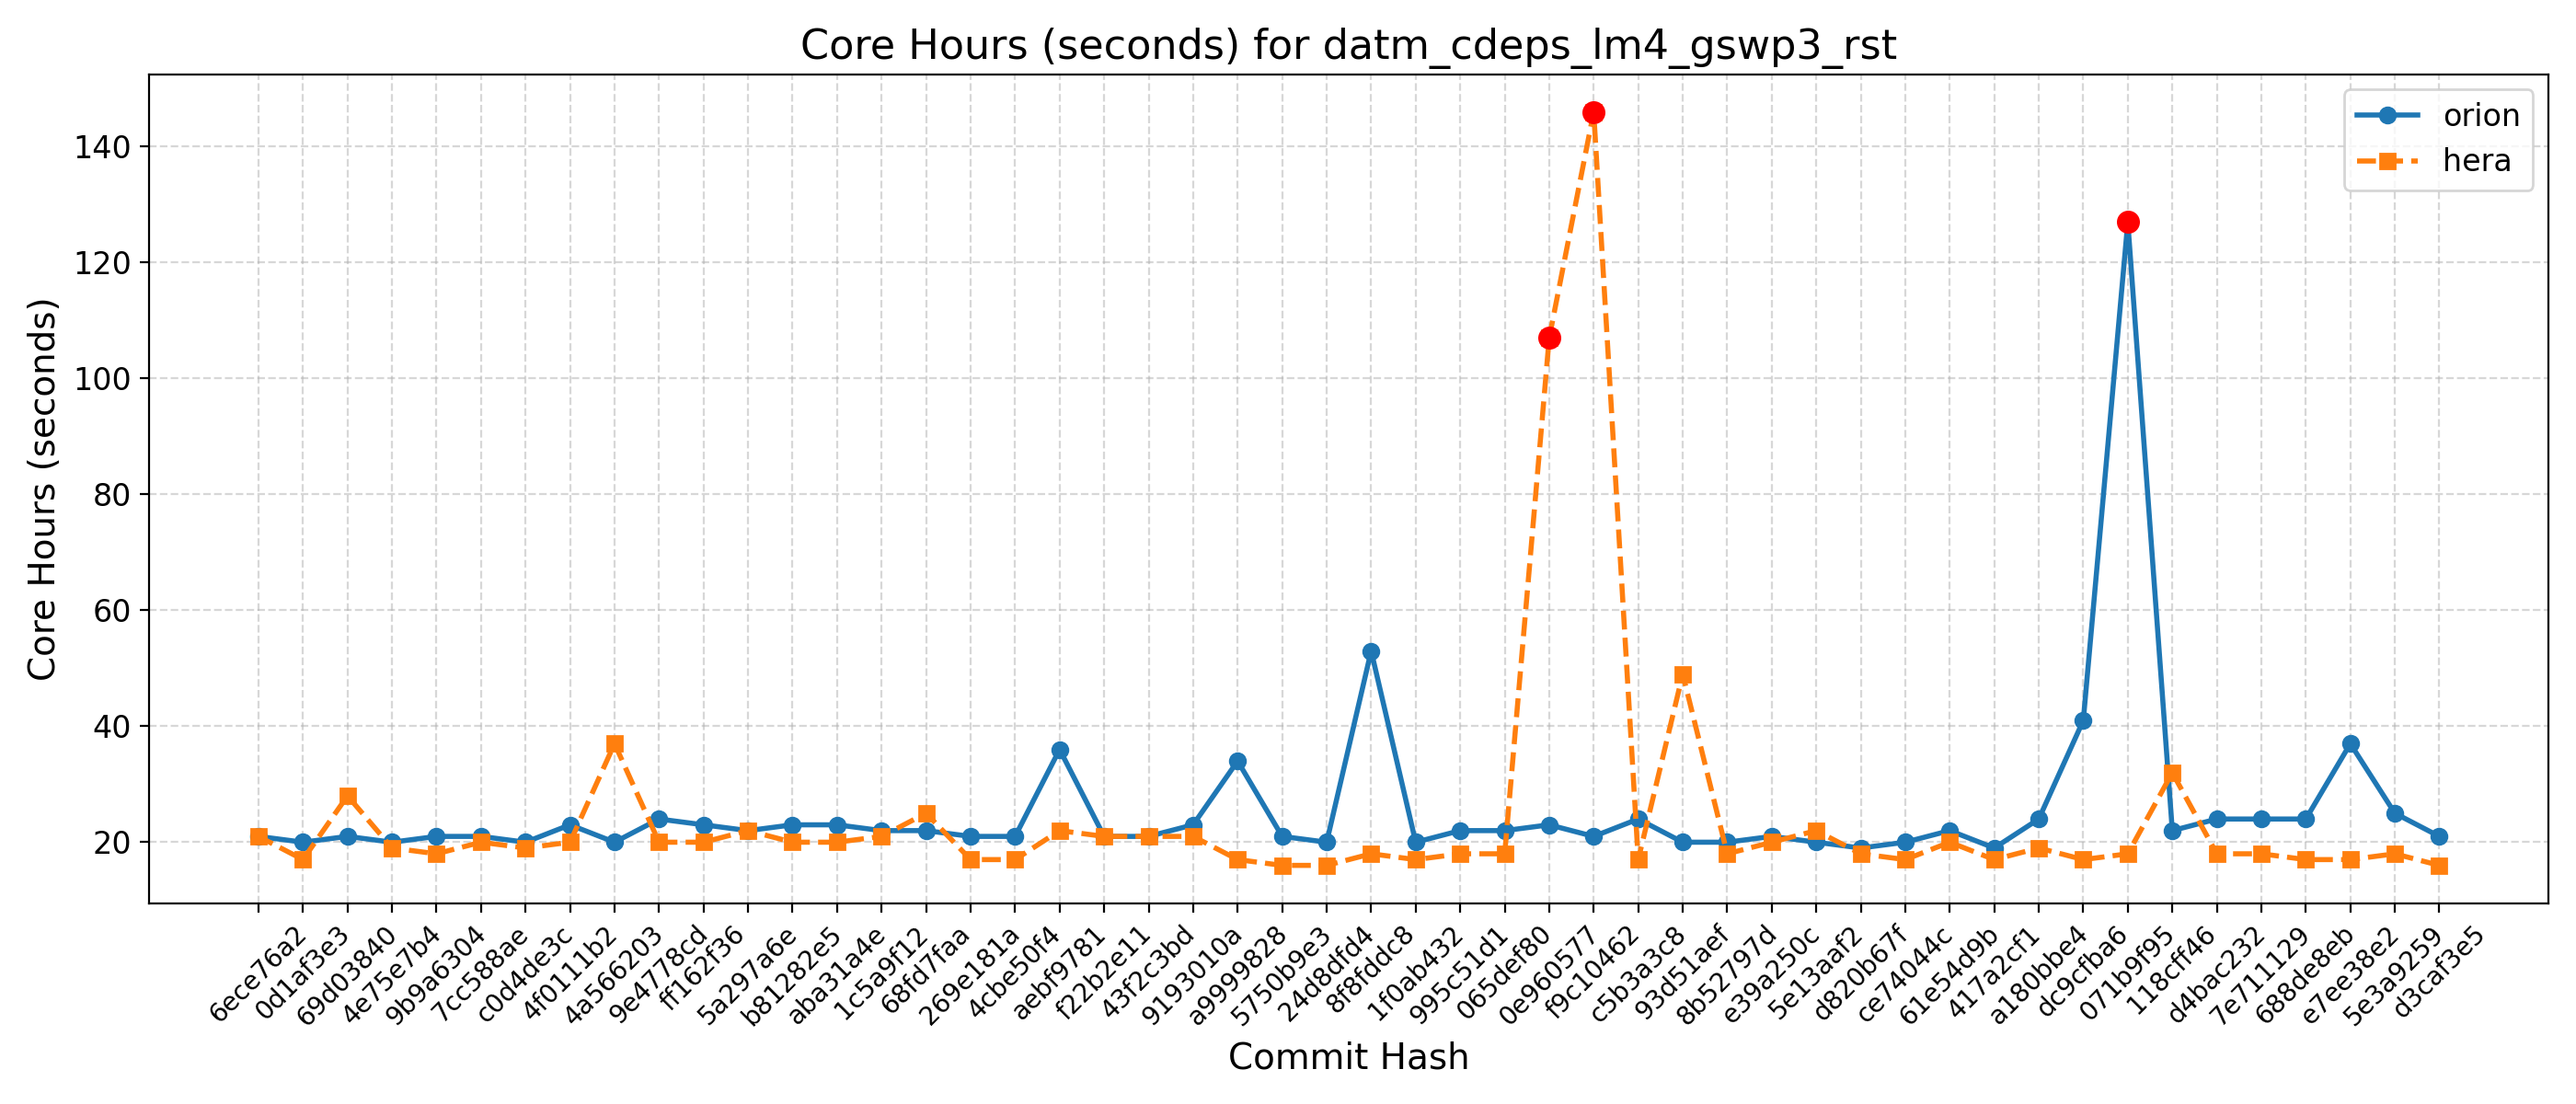 Core Hours (seconds) for datm_cdeps_lm4_gswp3_rst
orion
hera
Core Hours (seconds)
140
120
100
80
60
40
20
6ece76a2
0d1af3e3
69d03840
4e75e7b4
9b9a6304
7cc588ae
c0d4de3c
4f0111b2
4a566203
9e4778cd
ff162f36
5a297a6e
b81282e5
aba31a4e
1c5a9f12
68fd7faa
269e181a
4cbe50f4
aebf9781
f22b2e11
43f2c3bd
9193010a
a9999828
5750b9e3
24d8dfd4
8f8fddc8
1f0ab432
995c51d1
065def80
0e960577
f9c10462
c5b3a3c8
93d51aef
8b52797d
e39a250c
5e13aaf2
d820b67f
ce74044c
61e54d9b
417a2cf1
a180bbe4
dc9cfba6
071b9f95
118cff46
d4bac232
7e711129
688de8eb
e7ee38e2
5e3a9259
d3caf3e5
Commit Hash